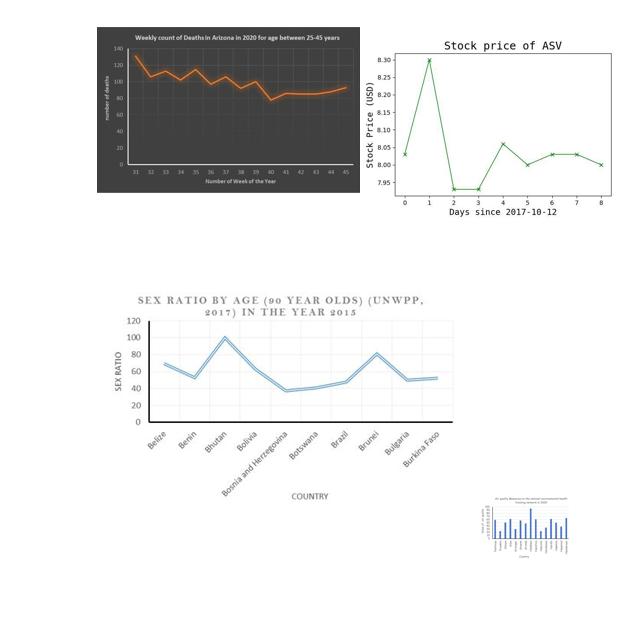 Weekly count of Deaths in Arizona in 2020 for age between 25-45 years
number of deaths
140
120
100
80
60
40
20
0
31 32 33 34 35 36 37 38 39 40 41 42 43 44 45
Number of Week of the Year
Stock price of ASV
Stock Price (USD)
8.30
8.25
8.20
8.15
8.10
8.05
8.00
7.95
0 1 2 3 4 5 6 7 8
Days since 2017-10-12
SEX RATIO BY AGE (90 YEAR OLDS) (UNWPP,
2017) IN THE YEAR 2015
SEX RATIO
120
100
80
60
40
20
0
Belize
Benin
Bhutan
Bolivia
Bosnia and Herzegovina
Botswana
Brazil
Brunei
Bulgaria
Burkina Faso
COUNTRY
Country